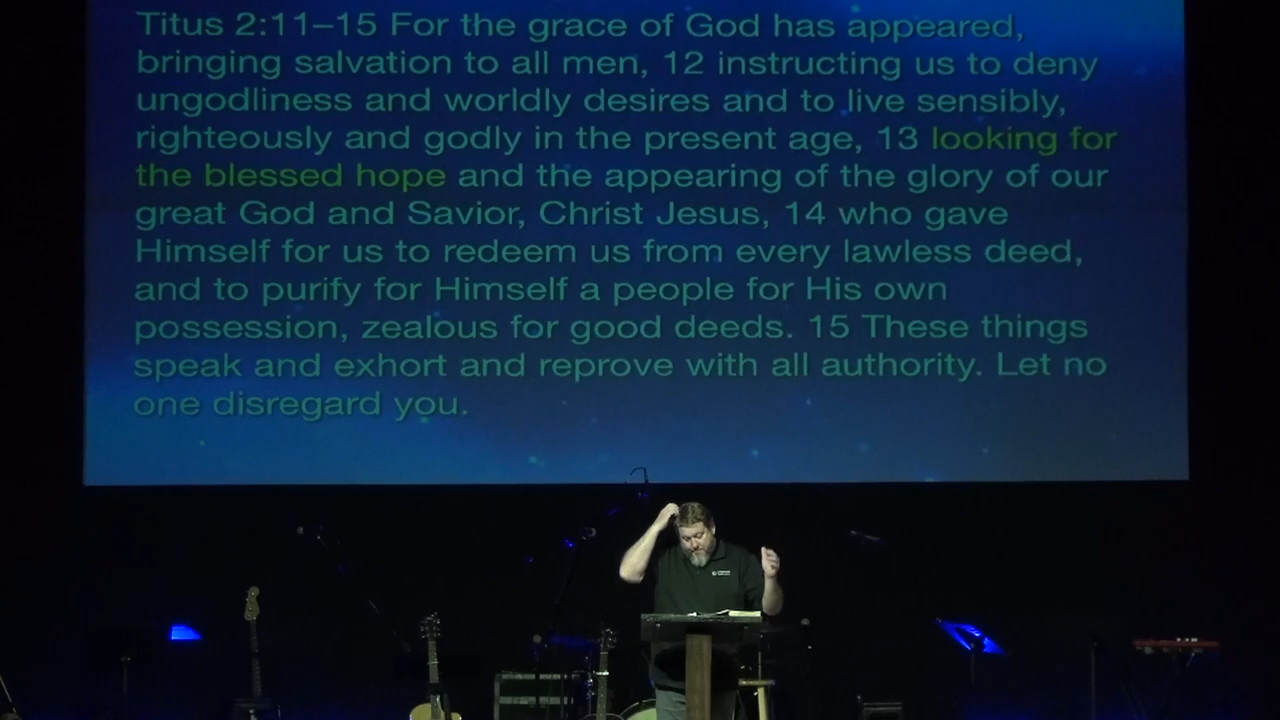 Titus 2:11–15 For the grace of God has appeared,
bringing salvation to all men, 12 instructing us to deny
ungodliness and worldly desires and to live sensibly,
righteously and godly in the present age, 13 looking for
the blessed hope and the appearing of the glory of our
great God and Savior, Christ Jesus, 14 who gave
Himself for us to redeem us from every lawless deed,
and to purify for Himself a people for His own
possession, zealous for good deeds. 15 These things
speak and exhort and reprove with all authority. Let no
one disregard you.